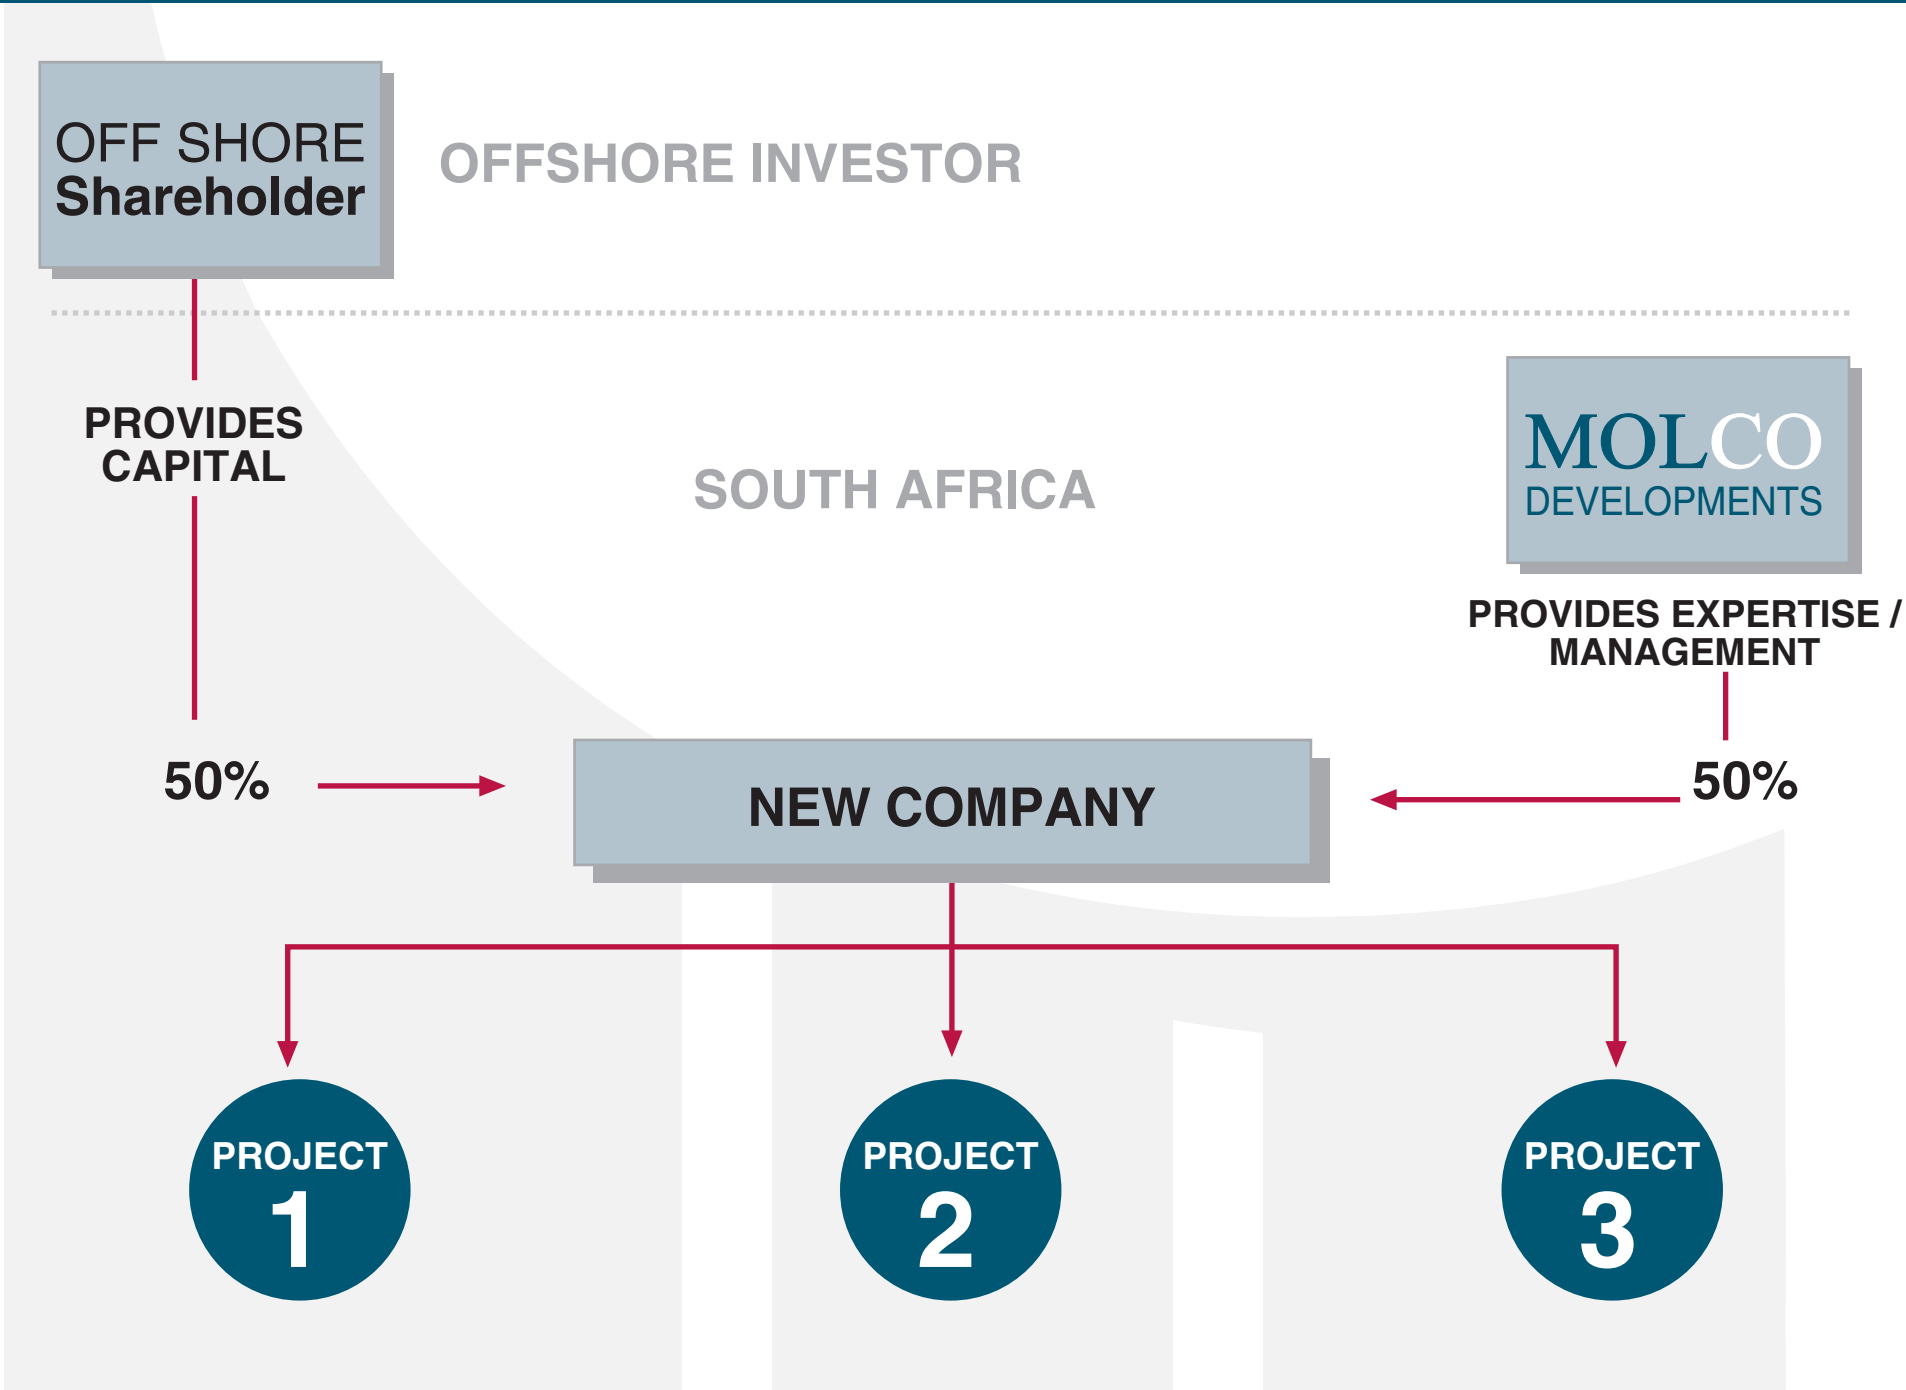 OFF SHORE
Shareholder
OFFSHORE INVESTOR
PROVIDES
CAPITAL
SOUTH AFRICA
MOLCO
DEVELOPMENTS
PROVIDES EXPERTISE /
MANAGEMENT
50%
NEW COMPANY
50%
PROJECT
1
PROJECT
2
PROJECT
3